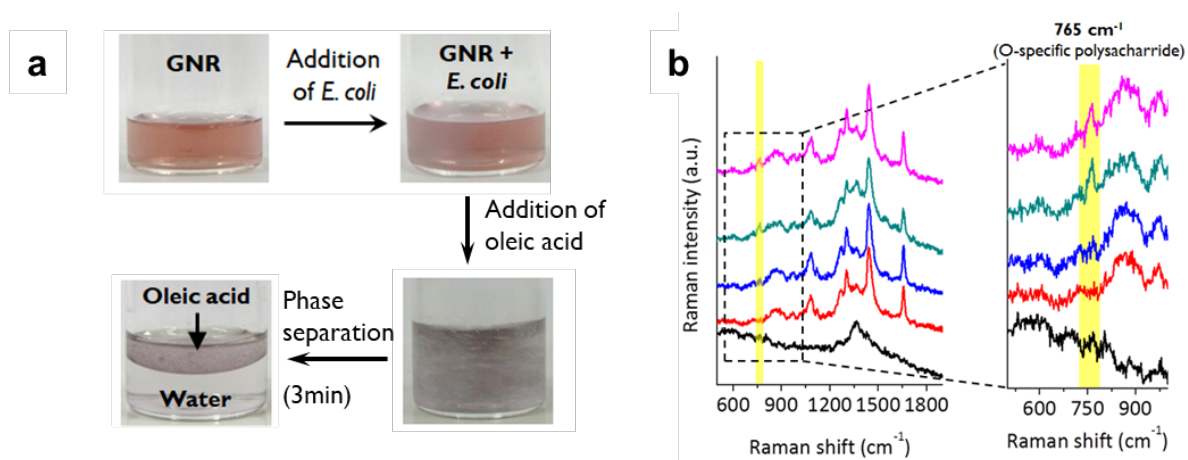 a
GNR
Addition
of E. coli
GNR +
E. coli
Addition of
oleic acid
Oleic acid
Water
Phase
separation
(3min)
b
765 cm⁻¹
(O-specific polysacharride)
Raman intensity (a.u.)
600 900 1200 1500 1800
Raman shift (cm⁻¹)
600 750 900
Raman shift (cm⁻¹)